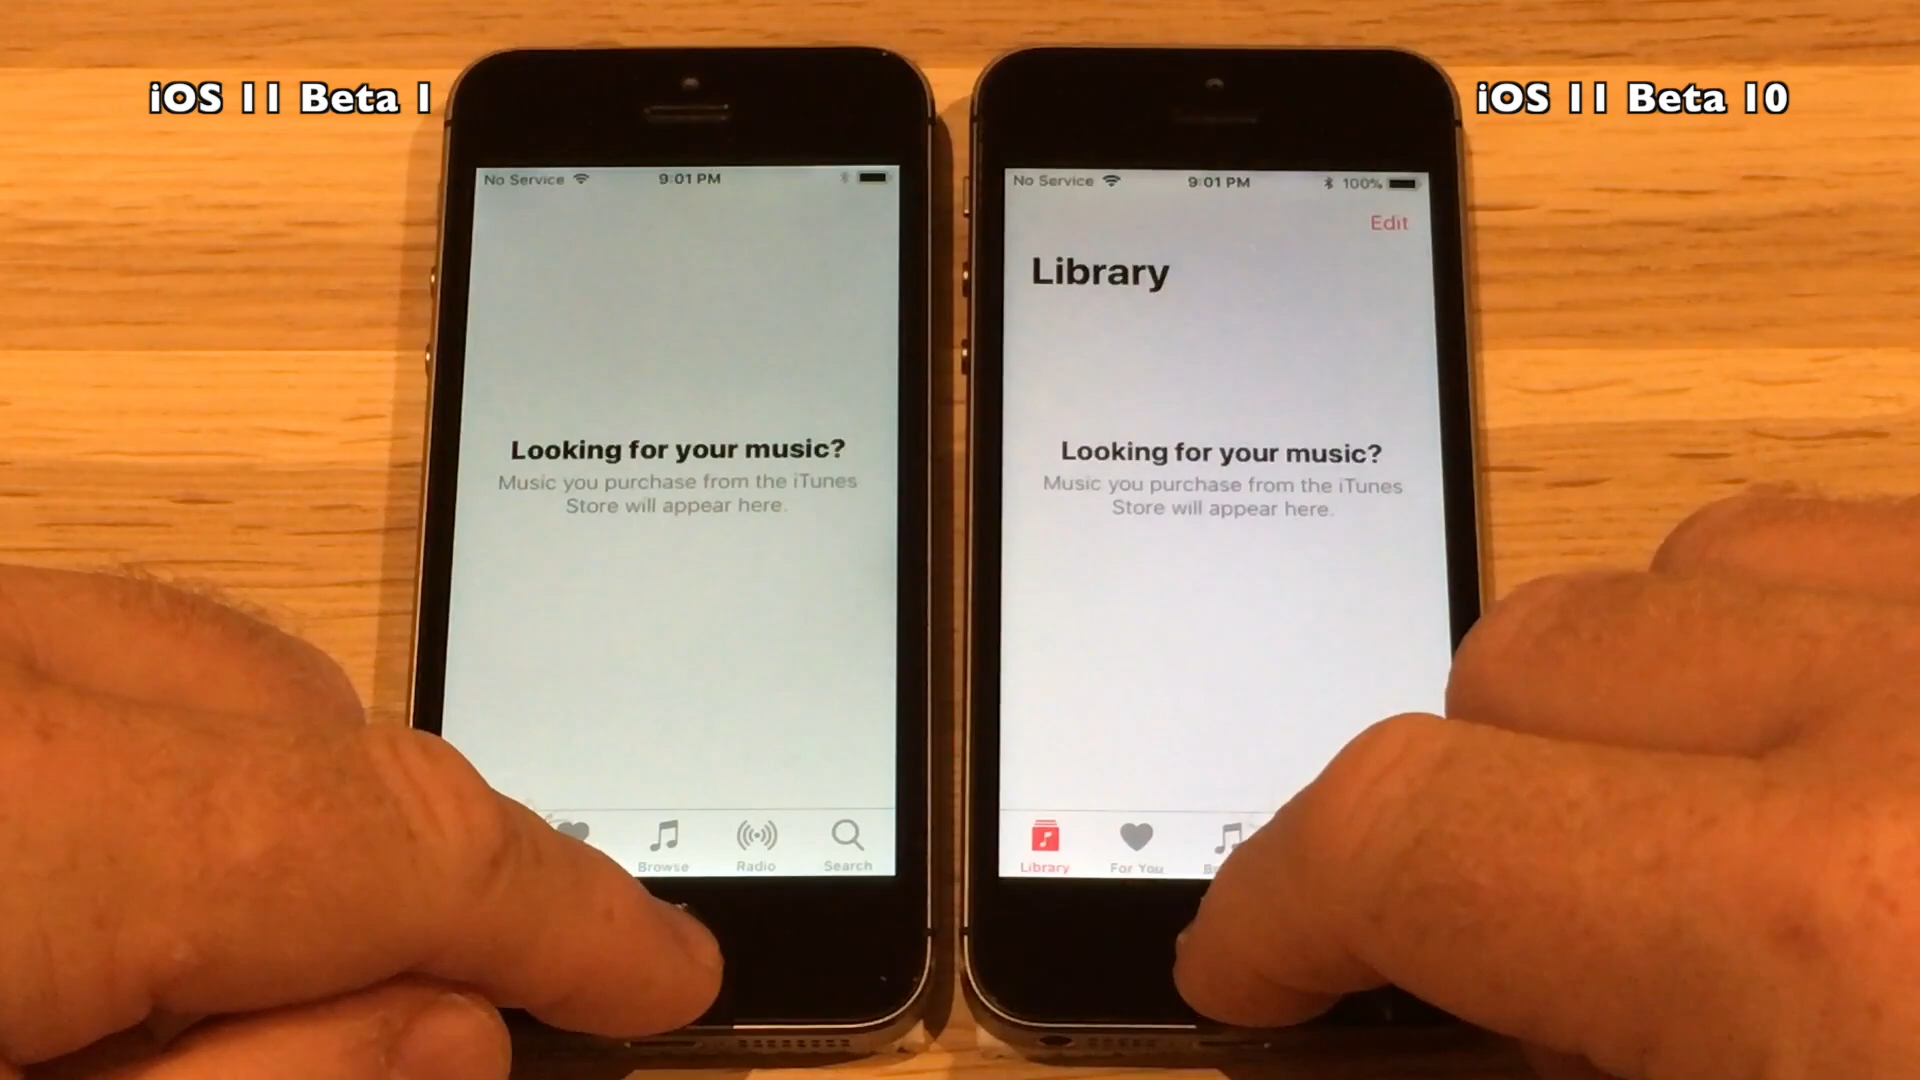 iOS 11 Beta 1
No Service
9:01 PM
Looking for your music?
Music you purchase from the iTunes
Store will appear here.
Browse
Radio
Search
iOS 11 Beta 10
No Service
9:01 PM
100%
Edit
Library
Looking for your music?
Music you purchase from the iTunes
Store will appear here.
Library
For You